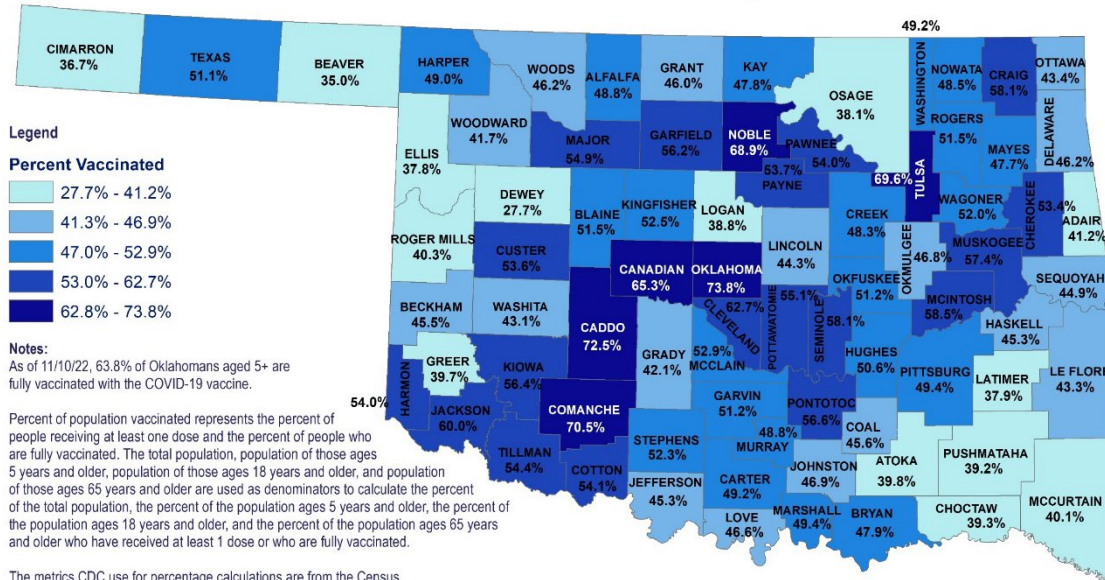 49.2%
CIMARRON
36.7%
TEXAS
51.1%
BEAVER
35.0%
HARPER
49.0%
WOODS
46.2%
ALFALFA
48.8%
GRANT
46.0%
KAY
47.8%
OSAGE
38.1%
WASHINGTON
NOWATA
48.5%
CRAIG
58.1%
OTTAWA
43.4%
WOODWARD
41.7%
MAJOR
54.9%
GARFIELD
56.2%
NOBLE
68.9%
PAWNEE
54.0%
ROGERS
51.5%
MAYES
47.7%
DELAWARE
46.2%
ELLIS
37.8%
DEWEY
27.7%
BLAINE
51.5%
KINGFISHER
52.5%
LOGAN
38.8%
53.7%
PAYNE
69.6%
TULSA
CREEK
48.3%
WAGONER
52.0%
CHEROKEE
53.4%
ADAIR
41.2%
ROGER MILLS
40.3%
CUSTER
53.6%
CANADIAN
65.3%
OKLAHOMA
73.8%
LINCOLN
44.3%
OKMULGEE
46.8%
MUSKOGEE
57.4%
OKFUSKEE
51.2%
MCINTOSH
58.5%
SEQUOYAH
44.9%
BECKHAM
45.5%
WASHITA
43.1%
CADDO
72.5%
GRADY
42.1%
62.7%
CLEVELAND
55.1%
POTTAWATOMIE
SEMINOLE
58.1%
HUGHES
50.6%
PITTSBURG
49.4%
HASKELL
45.3%
LATIMER
37.9%
LE FLORE
43.3%
GREER
39.7%
KIOWA
56.4%
52.9%
MCCLAIN
54.0%
HARMON
JACKSON
60.0%
COMANCHE
70.5%
GARVIN
51.2%
PONTOTOC
56.6%
COAL
45.6%
TILLMAN
54.4%
COTTON
54.1%
STEPHENS
52.3%
48.8%
MURRAY
JOHNSTON
46.9%
ATOKA
39.8%
PUSHMATAHA
39.2%
JEFFERSON
45.3%
CARTER
49.2%
LOVE
46.6%
MARSHALL
49.4%
BRYAN
47.9%
CHOCTAW
39.3%
MCCURTAIN
40.1%
Legend
Percent Vaccinated
27.7% - 41.2%
41.3% - 46.9%
47.0% - 52.9%
53.0% - 62.7%
62.8% - 73.8%
Notes:
As of 11/10/22, 63.8% of Oklahomans aged 5+ are
fully vaccinated with the COVID-19 vaccine.
Percent of population vaccinated represents the percent of
people receiving at least one dose and the percent of people who
are fully vaccinated. The total population, population of those ages
5 years and older, population of those ages 18 years and older, and population
of those ages 65 years and older are used as denominators to calculate the percent
of the total population, the percent of the population ages 5 years and older, the percent of
the population ages 18 years and older, and the percent of the population ages 65 years
and older who have received at least 1 dose or who are fully vaccinated.
The metrics CDC use for percentage calculations are from the Census